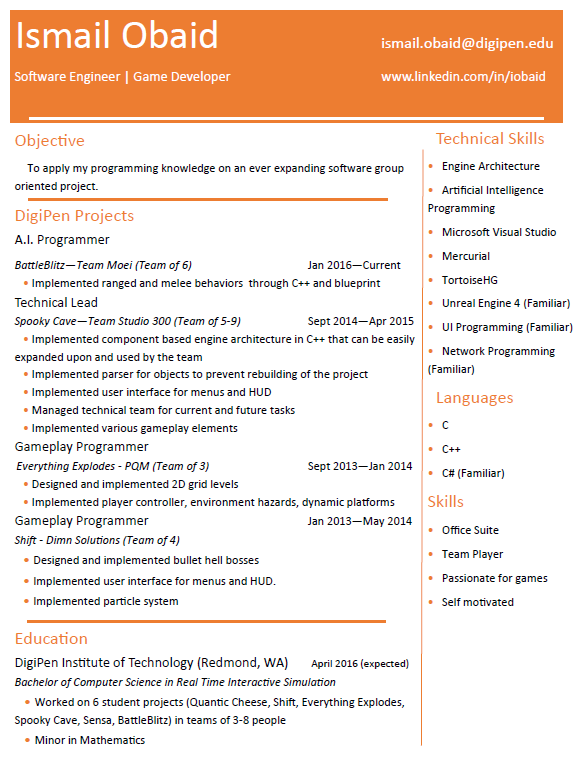 Ismail Obaid
ismail.obaid@digipen.edu
Software Engineer | Game Developer
www.linkedin.com/in/iobaid
Objective
To apply my programming knowledge on an ever expanding software group
oriented project.
DigiPen Projects
A.I. Programmer
BattleBlitz—Team Moei (Team of 6) Jan 2016—Current
• Implemented ranged and melee behaviors through C++ and blueprint
Technical Lead
Spooky Cave—Team Studio 300 (Team of 5-9) Sept 2014—Apr 2015
• Implemented component based engine architecture in C++ that can be easily
expanded upon and used by the team
• Implemented parser for objects to prevent rebuilding of the project
• Implemented user interface for menus and HUD
• Managed technical team for current and future tasks
• Implemented various gameplay elements
Gameplay Programmer
Everything Explodes - PQM (Team of 3) Sept 2013—Jan 2014
• Designed and implemented 2D grid levels
• Implemented player controller, environment hazards, dynamic platforms
Gameplay Programmer Jan 2013—May 2014
Shift - Dimn Solutions (Team of 4)
• Designed and implemented bullet hell bosses
• Implemented user interface for menus and HUD.
• Implemented particle system
Education
DigiPen Institute of Technology (Redmond, WA) April 2016 (expected)
Bachelor of Computer Science in Real Time Interactive Simulation
• Worked on 6 student projects (Quantic Cheese, Shift, Everything Explodes,
Spooky Cave, Sensa, BattleBlitz) in teams of 3-8 people
• Minor in Mathematics
Technical Skills
• Engine Architecture
• Artificial Intelligence
Programming
• Microsoft Visual Studio
• Mercurial
• TortoiseHG
• Unreal Engine 4 (Familiar)
• UI Programming (Familiar)
• Network Programming
(Familiar)
Languages
• C
• C++
• C# (Familiar)
Skills
• Office Suite
• Team Player
• Passionate for games
• Self motivated